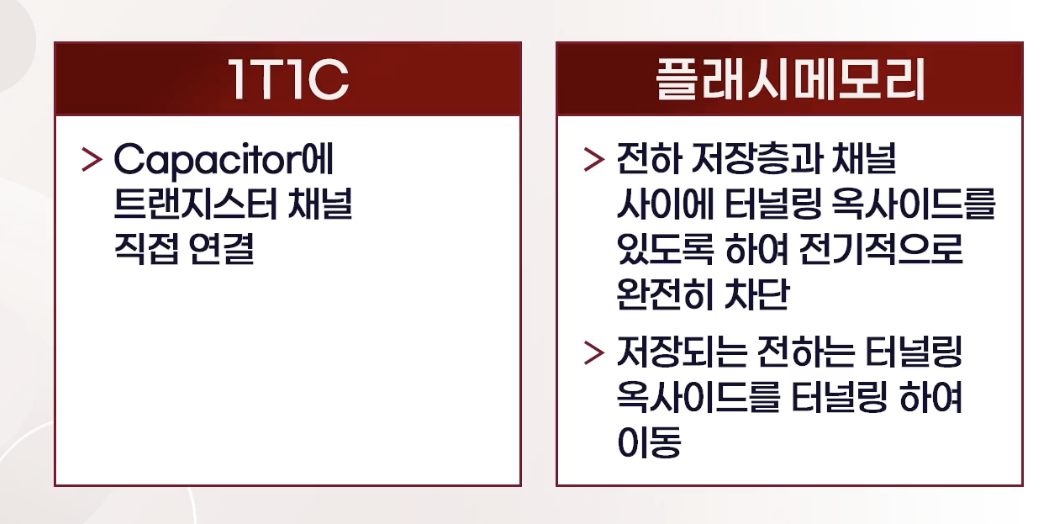 1T1C
> Capacitor에
트랜지스터 채널
직접 연결
플래시메모리
> 전하 저장층과 채널
사이에 터널링 옥사이드를
있도록 하여 전기적으로
완전히 차단
> 저장되는 전하는 터널링
옥사이드를 터널링 하여
이동